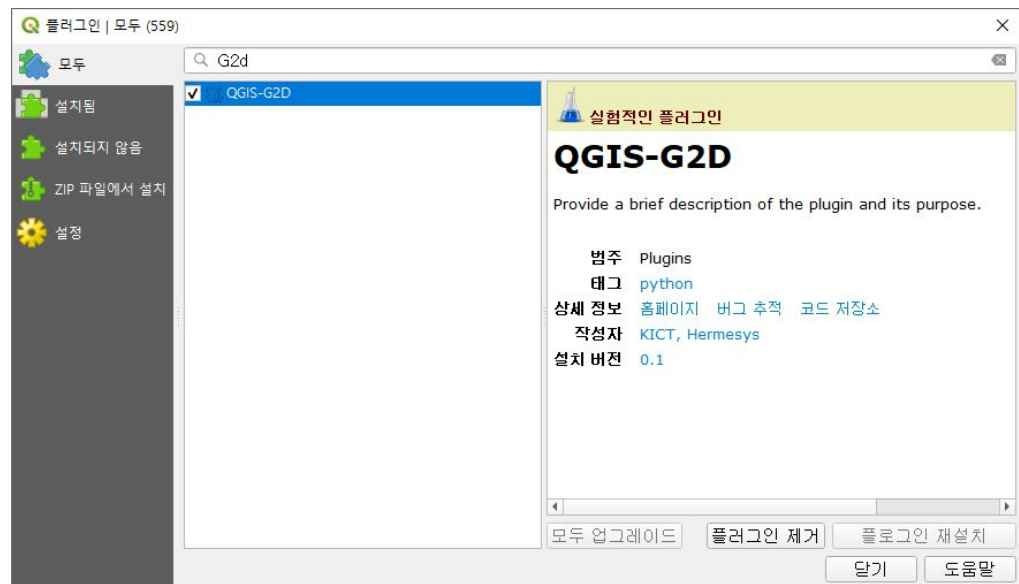 플러그인 | 모두 (559)
모두
G2d
설치됨
설치되지 않음
ZIP 파일에서 설치
설정
QGIS-G2D
실험적인 플러그인
QGIS-G2D
Provide a brief description of the plugin and its purpose.
범주 Plugins
태그 python
상세 정보 홈페이지 버그 추적 코드 저장소
작성자 KICT, Hermesys
설치 버전 0.1
모두 업그레이드 플러그인 제거 플로그인 재설치
닫기 도움말